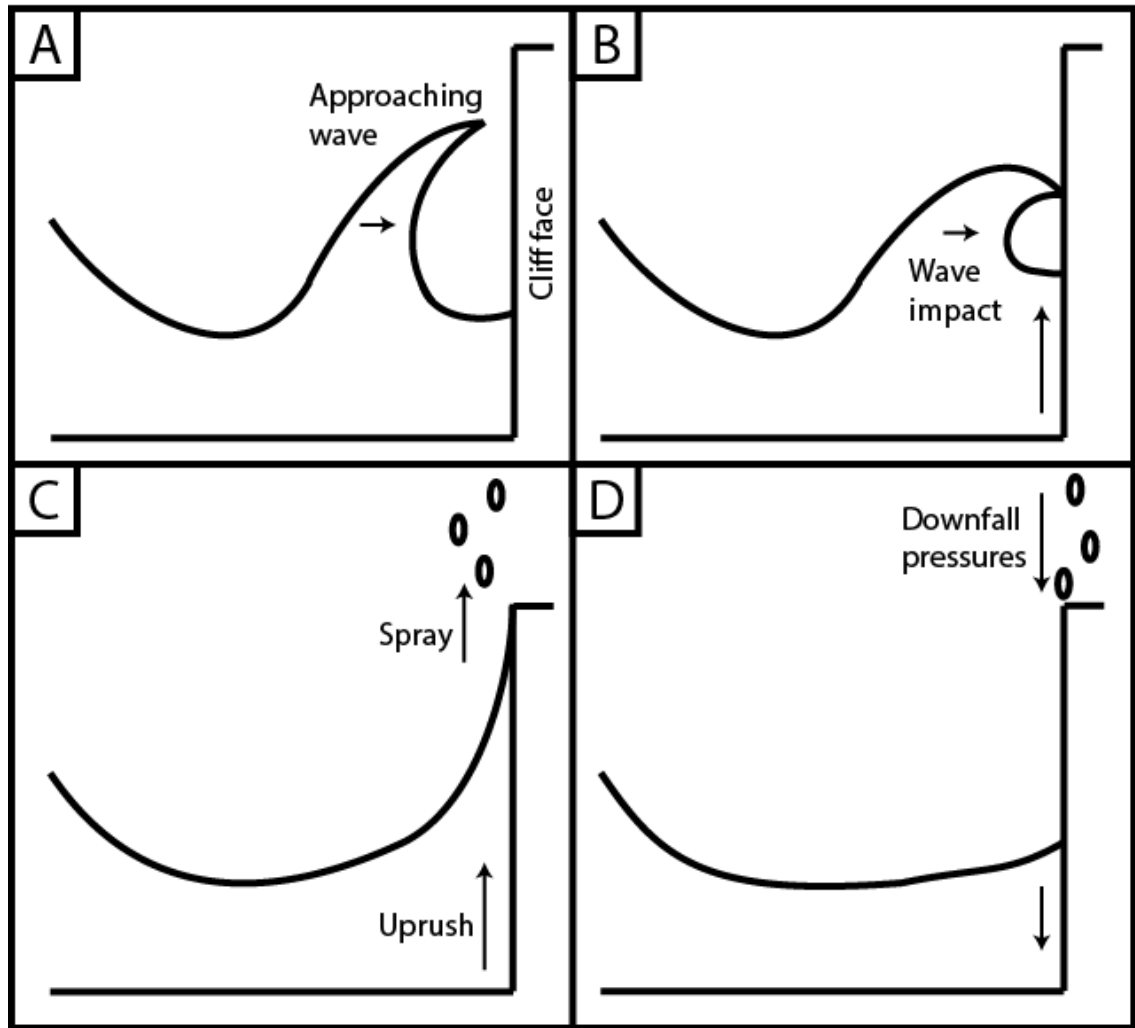 A
Approaching
wave
Cliff face
B
Wave
impact
C
Spray
Uprush
D
Downfall
pressures